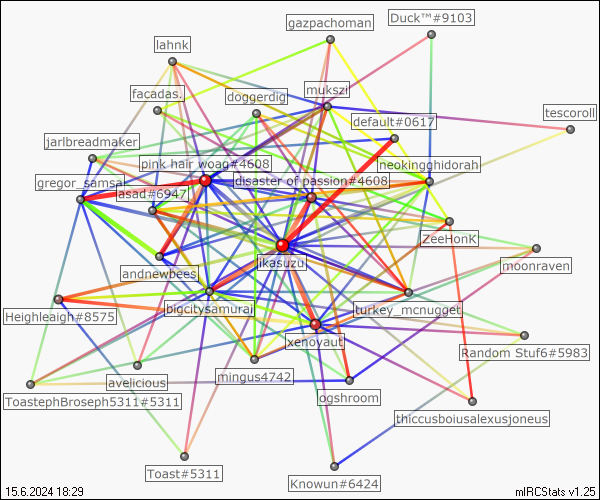 Duck™#9103
gazpachoman
lahnk
mukszi
facadas.
doggerdig
tescoroll
default#0617
jarlbreadmaker
pink hair woag#4608
neokingghidorah
gregor_samsa
disaster of passion#4608
asad#6947
ZeeHonK
jikasuzu
moonraven
andnewbees
bigcitysamurai
turkey_mcnugget
Heighleaigh#8575
xenoyaut
Random Stuf6#5983
mingus4742
avelicious
ogshroom
ToastephBroseph5311#5311
thiccusboiusalexusjoneus
Toast#5311
Knowun#6424
15.6.2024 18:29
mIRCStats v1.25